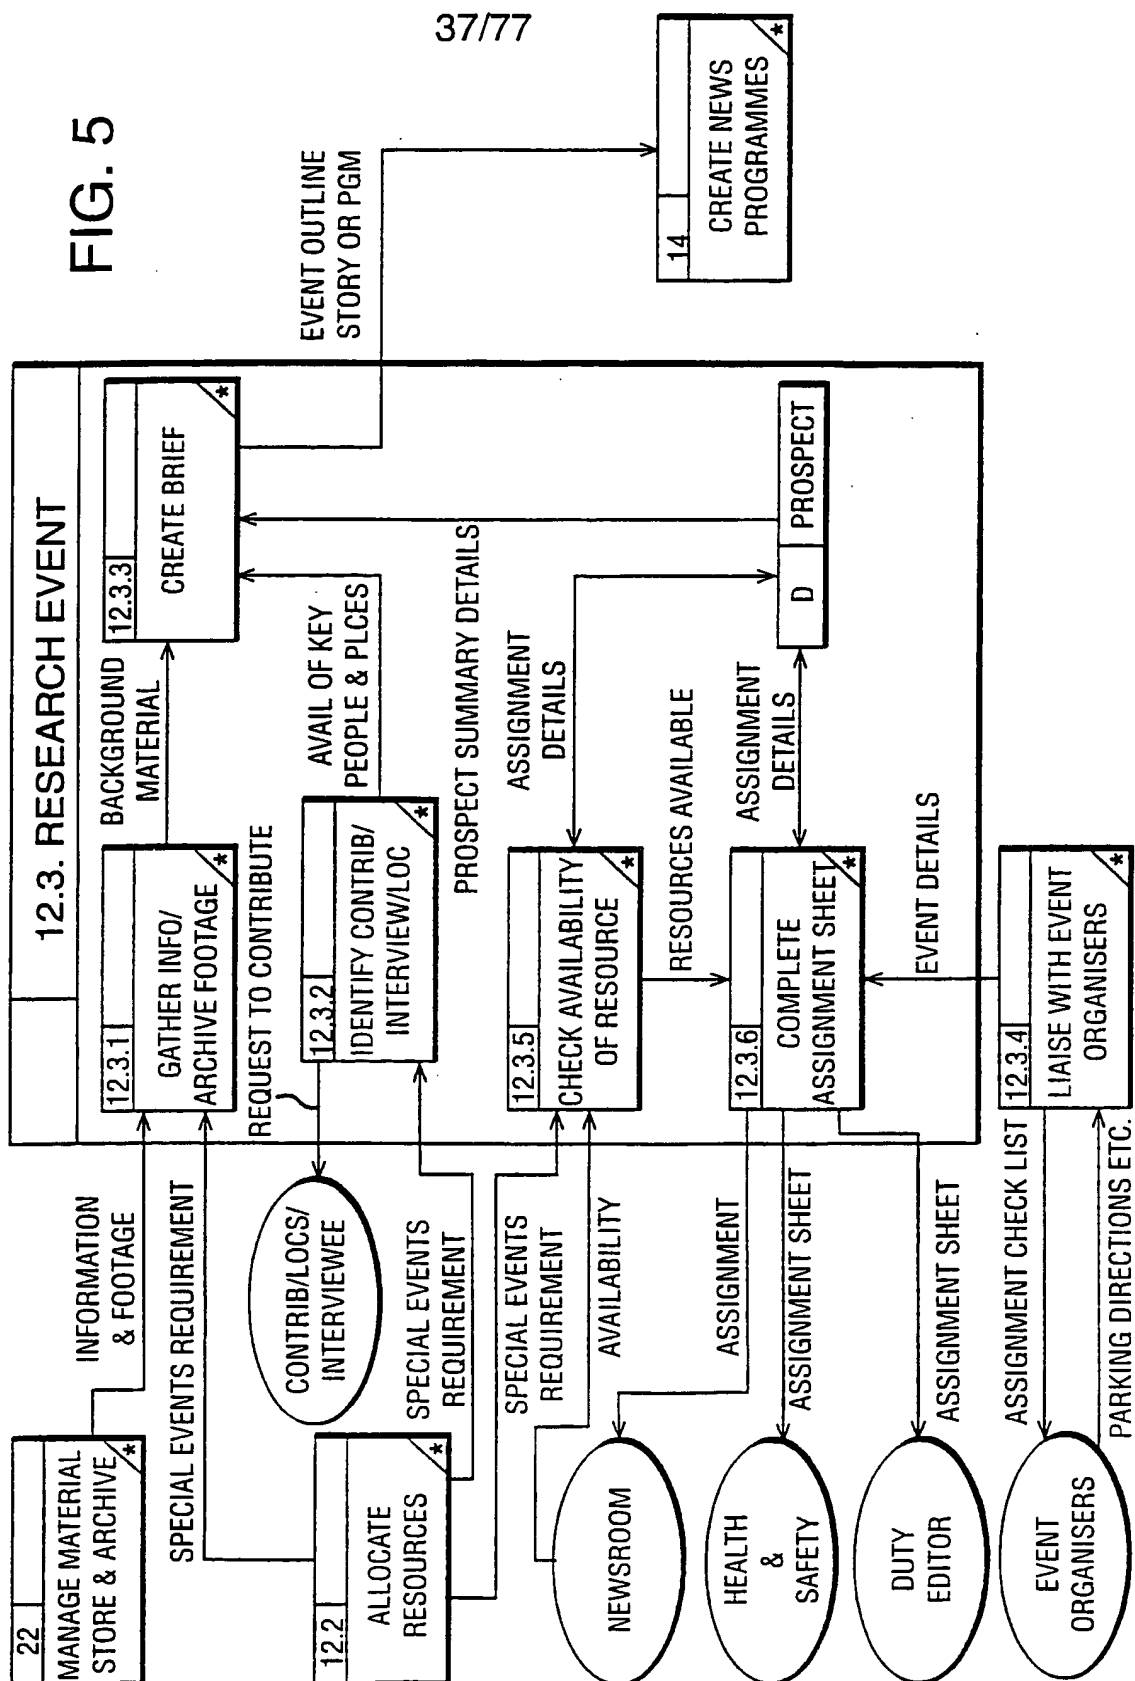 37/77
FIG. 5
12.3. RESEARCH EVENT
22
MANAGE MATERIAL
STORE & ARCHIVE
*
INFORMATION
& FOOTAGE
SPECIAL EVENTS REQUIREMENT
12.3.1
GATHER INFO/
ARCHIVE FOOTAGE
*
BACKGROUND
MATERIAL
12.3.3
CREATE BRIEF
*
EVENT OUTLINE
STORY OR PGM
14
CREATE NEWS
PROGRAMMES
*
REQUEST TO CONTRIBUTE
CONTRIB/LOCS/
INTERVIEWEE
12.3.2
IDENTIFY CONTRIB/
INTERVIEW/LOC
*
AVAIL OF KEY
PEOPLE & PLCES
12.2
ALLOCATE
RESOURCES
*
SPECIAL EVENTS
REQUIREMENT
PROSPECT SUMMARY DETAILS
SPECIAL EVENTS
REQUIREMENT
12.3.5
CHECK AVAILABILITY
OF RESOURCE
*
ASSIGNMENT
DETAILS
AVAILABILITY
NEWSROOM
RESOURCES AVAILABLE
D
PROSPECT
ASSIGNMENT
12.3.6
COMPLETE
ASSIGNMENT SHEET
*
ASSIGNMENT
DETAILS
HEALTH
&
SAFETY
ASSIGNMENT SHEET
DUTY
EDITOR
ASSIGNMENT SHEET
EVENT DETAILS
EVENT
ORGANISERS
ASSIGNMENT CHECK LIST
12.3.4
LIAISE WITH EVENT
ORGANISERS
*
PARKING DIRECTIONS ETC.